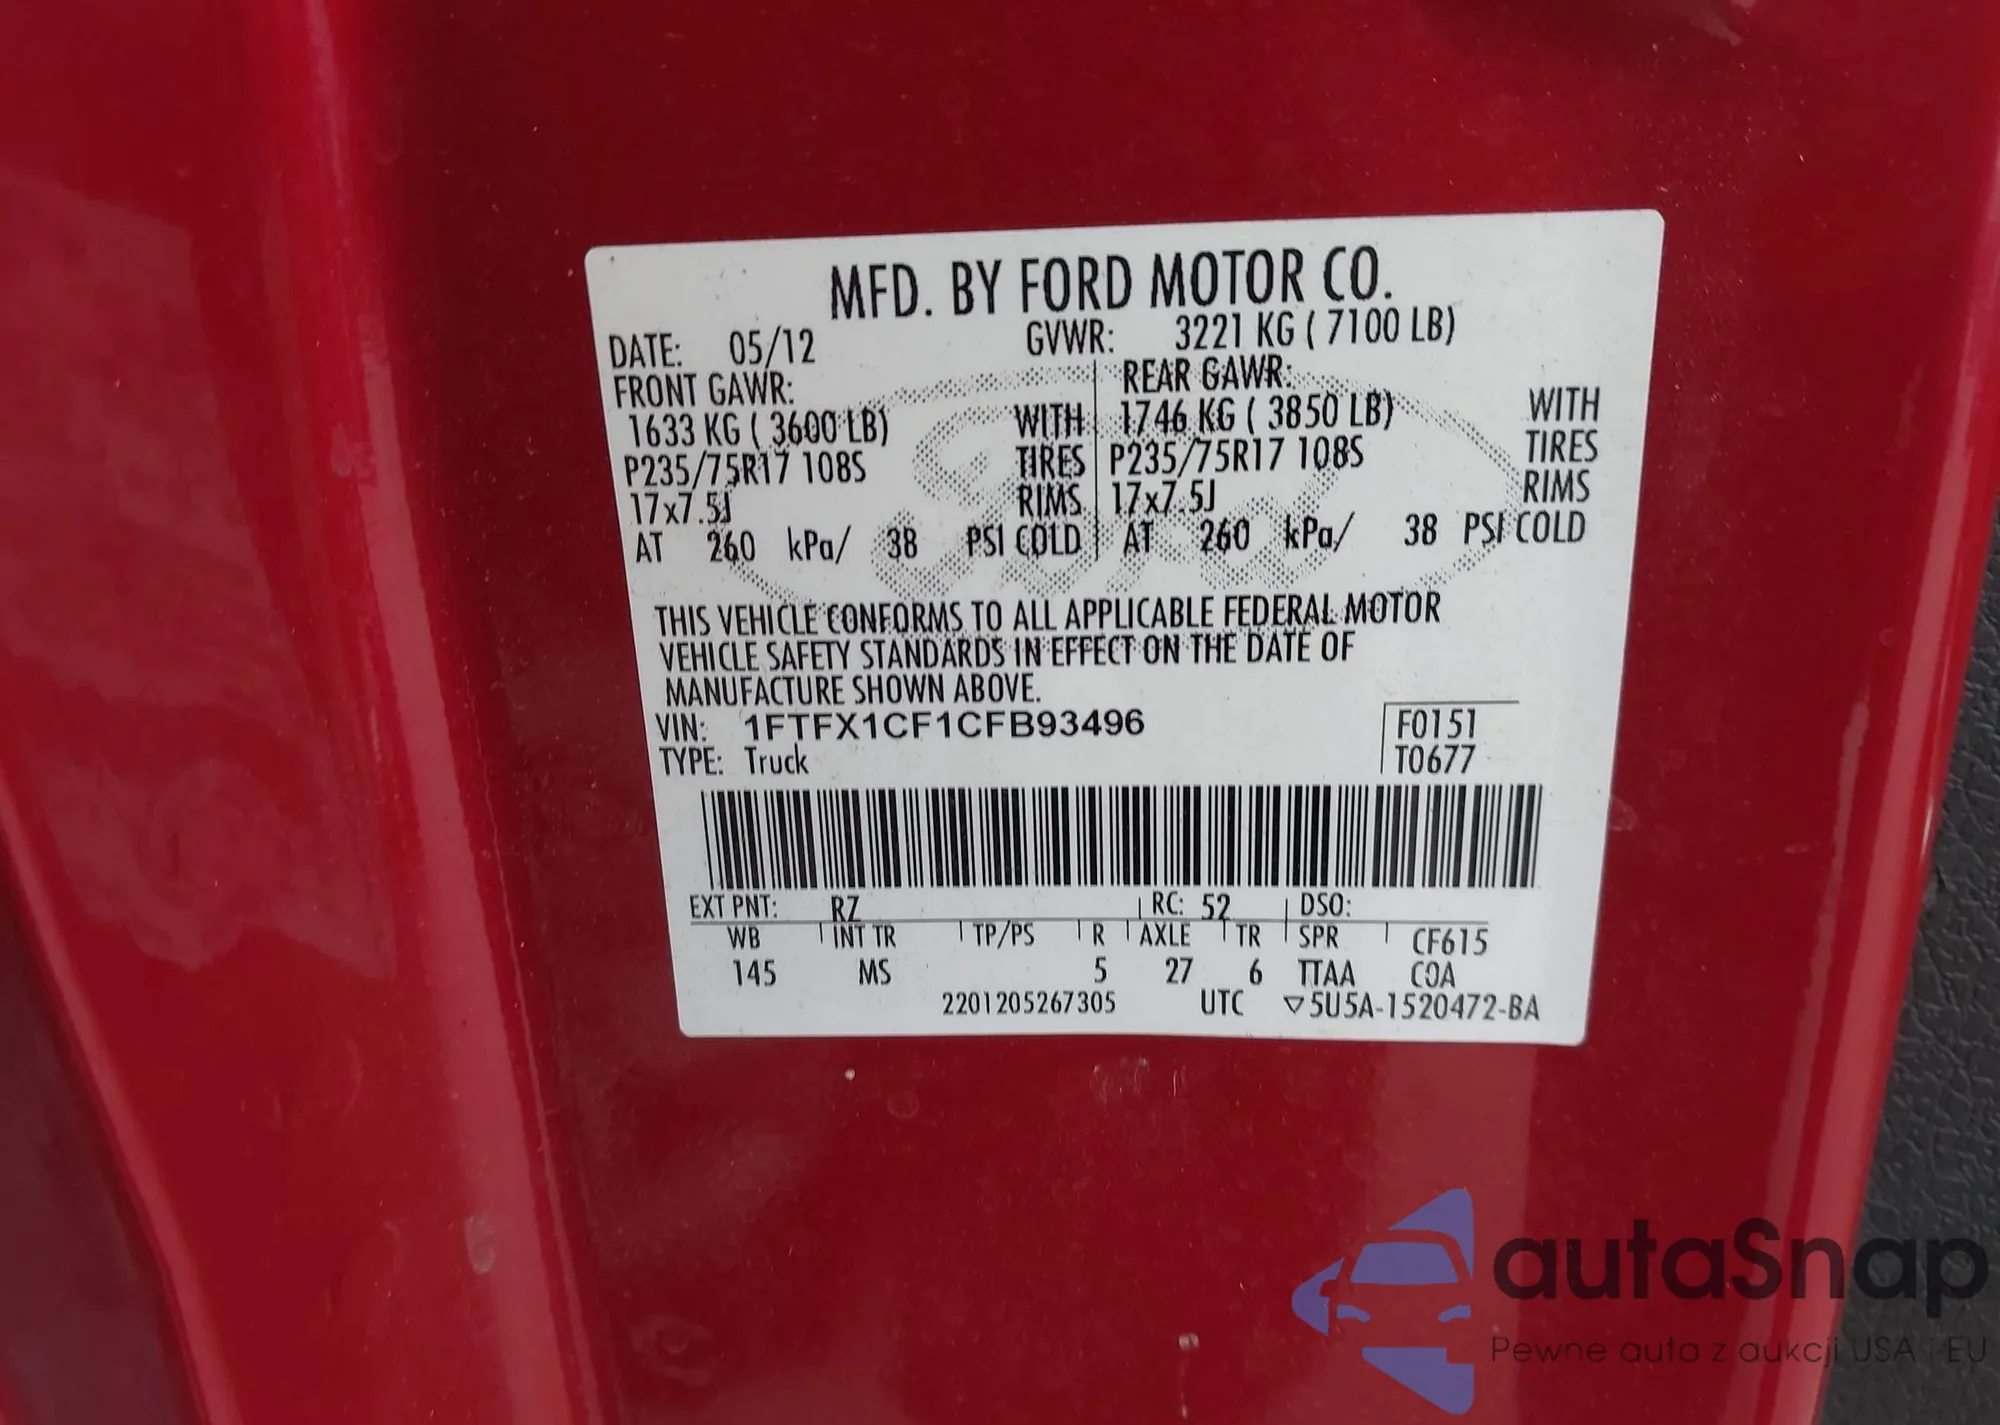 MFD. BY FORD MOTOR CO.
DATE: 05/12 GVWR: 3221 KG ( 7100 LB)
FRONT GAWR: REAR GAWR:
1633 KG ( 3600 LB) WITH 1746 KG ( 3850 LB) WITH
P235/75R17 108S TIRES P235/75R17 108S TIRES
17x7.5J RIMS 17x7.5J RIMS
AT 260 kPa/ 38 PSI COLD AT 260 kPa/ 38 PSI COLD
THIS VEHICLE CONFORMS TO ALL APPLICABLE FEDERAL MOTOR
VEHICLE SAFETY STANDARDS IN EFFECT ON THE DATE OF
MANUFACTURE SHOWN ABOVE.
VIN: 1FTFX1CF1CFB93496 F0151
TYPE: Truck T0677
EXT PNT: RZ RC: 52 DSO:
WB INT TR TP/PS R AXLE TR SPR CF615
145 MS 5 27 6 TTAA COA
2201205267305 UTC ▽5U5A-1520472-BA
Ford
autaSnap
Pewne auta z aukcji USA i EU